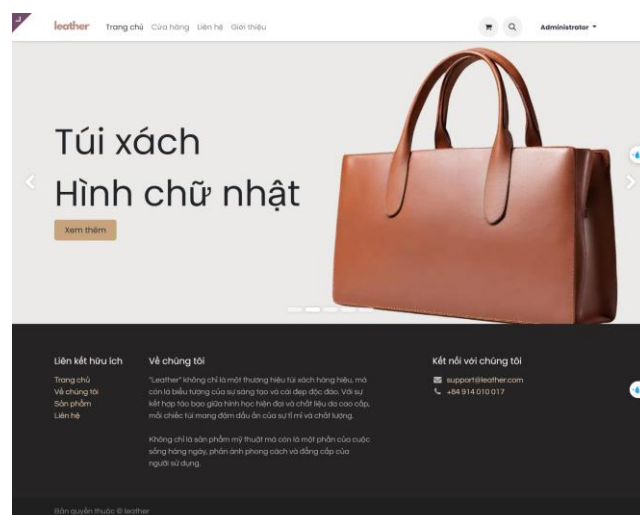 leather
Trang chủ Cửa hàng Liên hệ Giới thiệu
Administrator
Túi xách
Hình chữ nhật
Xem thêm
Liên kết hữu ích
Trang chủ
Về chúng tôi
Sản phẩm
Liên hệ
Về chúng tôi
"Leather" không chỉ là một thương hiệu túi xách hàng hiệu, mà
còn là biểu tượng của sự sáng tạo và cái đẹp độc đáo. Với sự
kết hợp táo bạo giữa hình học hiện đại và chất liệu da cao cấp,
mỗi chiếc túi mang đậm dấu ấn của sự tỉ mỉ và chất lượng.
Không chỉ là sản phẩm mỹ thuật mà còn là một phần của cuộc
sống hàng ngày, phản ánh phong cách và đẳng cấp của
người sử dụng.
Kết nối với chúng tôi
support@leather.com
+84 914 010 017
Bản quyền thuộc © leather